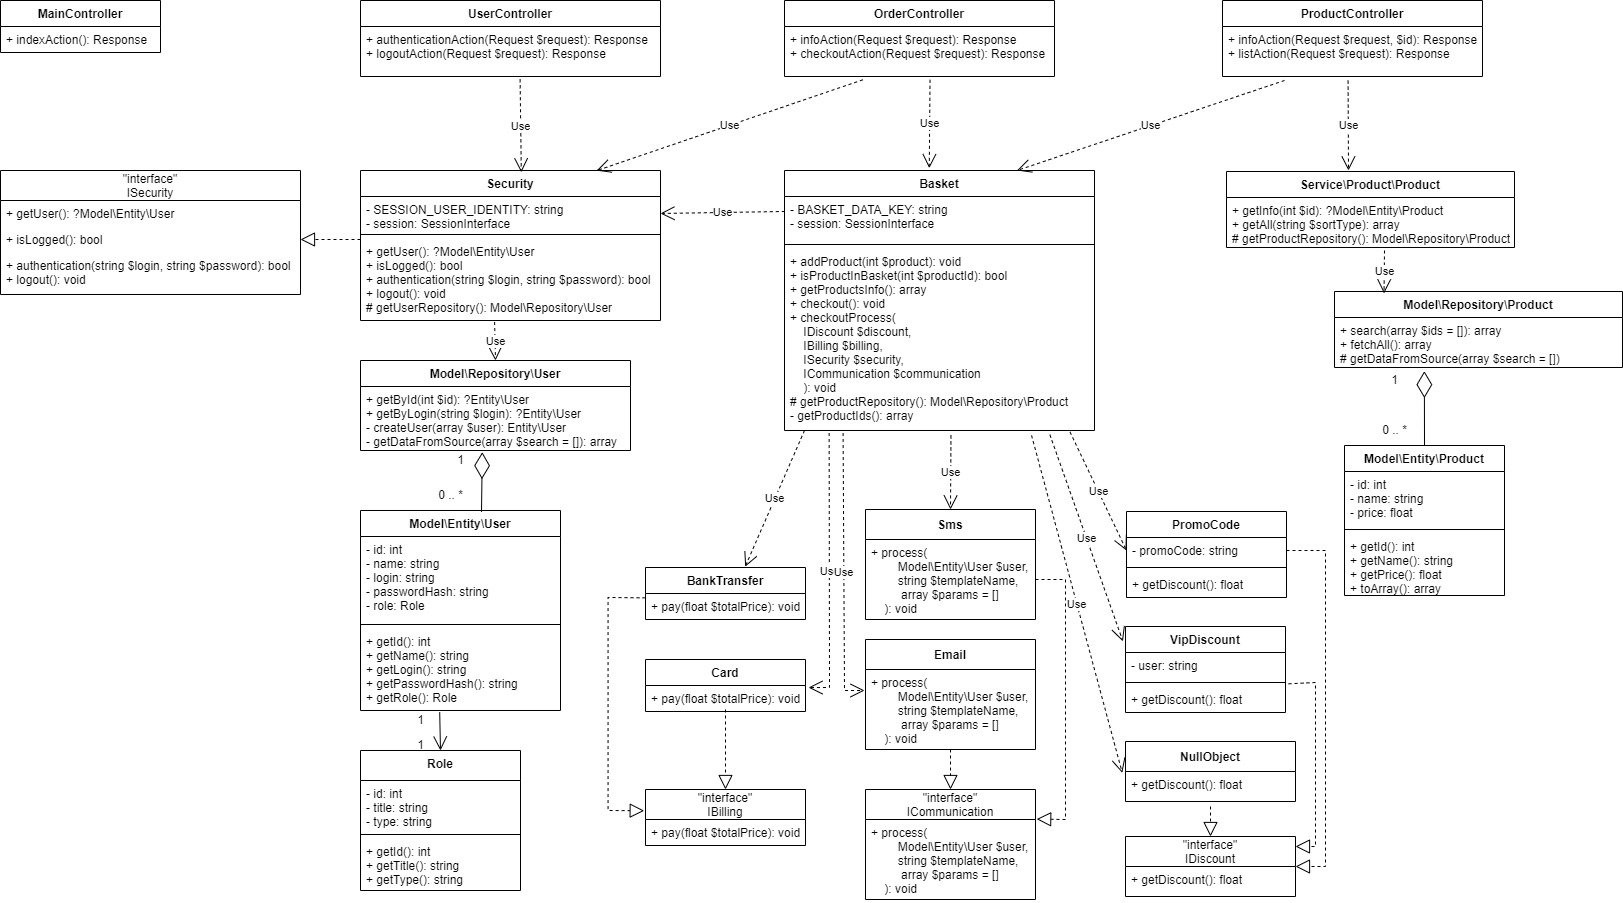 MainController
+ indexAction(): Response
UserController
+ authenticationAction(Request $request): Response
+ logoutAction(Request $request): Response
OrderController
+ infoAction(Request $request): Response
+ checkoutAction(Request $request): Response
ProductController
+ infoAction(Request $request, $id): Response
+ listAction(Request $request): Response
Use
Use
Use
Use
Use
"interface"
ISecurity
+ getUser(): ?Model\Entity\User
+ isLogged(): bool
+ authentication(string $login, string $password): bool
+ logout(): void
Security
- SESSION_USER_IDENTITY: string
- session: SessionInterface
+ getUser(): ?Model\Entity\User
+ isLogged(): bool
+ authentication(string $login, string $password): bool
+ logout(): void
# getUserRepository(): Model\Repository\User
Use
Basket
- BASKET_DATA_KEY: string
- session: SessionInterface
+ addProduct(int $product): void
+ isProductInBasket(int $productId): bool
+ getProductsInfo(): array
+ checkout(): void
+ checkoutProcess(
IDiscount $discount,
IBilling $billing,
ISecurity $security,
ICommunication $communication
): void
# getProductRepository(): Model\Repository\Product
- getProductIds(): array
Service\Product\Product
+ getInfo(int $id): ?Model\Entity\Product
+ getAll(string $sortType): array
# getProductRepository(): Model\Repository\Product
Use
Model\Repository\Product
+ search(array $ids = []): array
+ fetchAll(): array
# getDataFromSource(array $search = [])
1
0 .. *
Model\Entity\Product
- id: int
- name: string
- price: float
+ getId(): int
+ getName(): string
+ getPrice(): float
+ toArray(): array
Use
Model\Repository\User
+ getById(int $id): ?Entity\User
+ getByLogin(string $login): ?Entity\User
- createUser(array $user): Entity\User
- getDataFromSource(array $search = []): array
1
0 .. *
Model\Entity\User
- id: int
- name: string
- login: string
- passwordHash: string
- role: Role
+ getId(): int
+ getName(): string
+ getLogin(): string
+ getPasswordHash(): string
+ getRole(): Role
1
1
Role
- id: int
- title: string
- type: string
+ getId(): int
+ getTitle(): string
+ getType(): string
Use
Use
Use
Use
Use
Use
Use
BankTransfer
+ pay(float $totalPrice): void
Card
+ pay(float $totalPrice): void
"interface"
IBilling
+ pay(float $totalPrice): void
Sms
+ process(
Model\Entity\User $user,
string $templateName,
array $params = []
): void
Email
+ process(
Model\Entity\User $user,
string $templateName,
array $params = []
): void
"interface"
ICommunication
+ process(
Model\Entity\User $user,
string $templateName,
array $params = []
): void
PromoCode
- promoCode: string
+ getDiscount(): float
VipDiscount
- user: string
+ getDiscount(): float
NullObject
+ getDiscount(): float
"interface"
IDiscount
+ getDiscount(): float